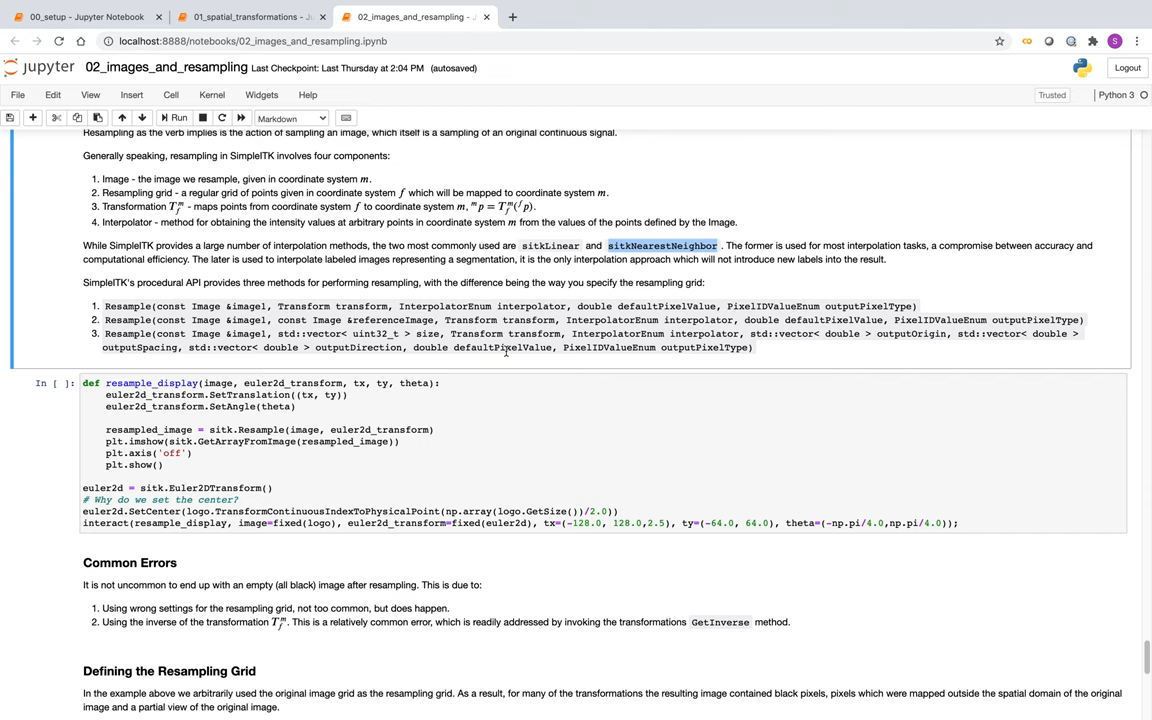 00_setup - Jupyter Notebook
01_spatial_transformations - Ju
02_images_and_resampling - J
localhost:8888/notebooks/02_images_and_resampling.ipynb
S
jupyter 02_images_and_resampling Last Checkpoint: Last Thursday at 2:04 PM (autosaved)
Logout
File Edit View Insert Cell Kernel Widgets Help
Trusted Python 3
Run Markdown
Resampling as the verb implies is the action of sampling an image, which itself is a sampling of an original continuous signal.
Generally speaking, resampling in SimpleITK involves four components:
1. Image - the image we resample, given in coordinate system m.
2. Resampling grid - a regular grid of points given in coordinate system f which will be mapped to coordinate system m.
3. Transformation T_f^m - maps points from coordinate system f to coordinate system m, ^mp = T_f^m(^fp).
4. Interpolator - method for obtaining the intensity values at arbitrary points in coordinate system m from the values of the points defined by the Image.
While SimpleITK provides a large number of interpolation methods, the two most commonly used are sitkLinear and sitkNearestNeighbor . The former is used for most interpolation tasks, a compromise between accuracy and
computational efficiency. The later is used to interpolate labeled images representing a segmentation, it is the only interpolation approach which will not introduce new labels into the result.
SimpleITK's procedural API provides three methods for performing resampling, with the difference being the way you specify the resampling grid:
1. Resample(const Image &image1, Transform transform, InterpolatorEnum interpolator, double defaultPixelValue, PixelIDValueEnum outputPixelType)
2. Resample(const Image &image1, const Image &referenceImage, Transform transform, InterpolatorEnum interpolator, double defaultPixelValue, PixelIDValueEnum outputPixelType)
3. Resample(const Image &image1, std::vector< uint32_t > size, Transform transform, InterpolatorEnum interpolator, std::vector< double > outputOrigin, std::vector< double >
outputSpacing, std::vector< double > outputDirection, double defaultPixelValue, PixelIDValueEnum outputPixelType)
In [ ]: def resample_display(image, euler2d_transform, tx, ty, theta):
euler2d_transform.SetTranslation((tx, ty))
euler2d_transform.SetAngle(theta)
resampled_image = sitk.Resample(image, euler2d_transform)
plt.imshow(sitk.GetArrayFromImage(resampled_image))
plt.axis('off')
plt.show()
euler2d = sitk.Euler2DTransform()
# Why do we set the center?
euler2d.SetCenter(logo.TransformContinuousIndexToPhysicalPoint(np.array(logo.GetSize())/2.0))
interact(resample_display, image=fixed(logo), euler2d_transform=fixed(euler2d), tx=(-128.0, 128.0,2.5), ty=(-64.0, 64.0), theta=(-np.pi/4.0,np.pi/4.0));
Common Errors
It is not uncommon to end up with an empty (all black) image after resampling. This is due to:
1. Using wrong settings for the resampling grid, not too common, but does happen.
2. Using the inverse of the transformation T_f^m. This is a relatively common error, which is readily addressed by invoking the transformations GetInverse method.
Defining the Resampling Grid
In the example above we arbitrarily used the original image grid as the resampling grid. As a result, for many of the transformations the resulting image contained black pixels, pixels which were mapped outside the spatial domain of the original
image and a partial view of the original image.